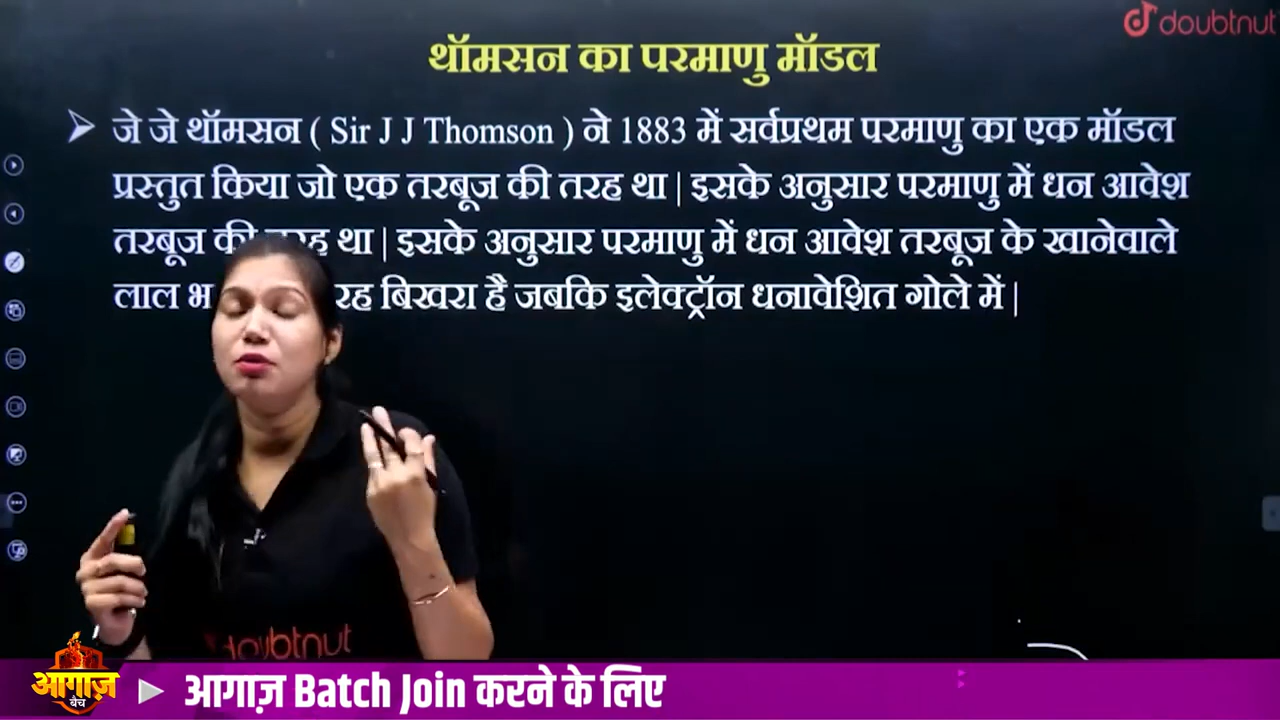 doubtnut
थॉमसन का परमाणु मॉडल
जे जे थॉमसन ( Sir J J Thomson ) ने 1883 में सर्वप्रथम परमाणु का एक मॉडल
प्रस्तुत किया जो एक तरबूज की तरह था | इसके अनुसार परमाणु में धन आवेश
तरबूज की तरह था | इसके अनुसार परमाणु में धन आवेश तरबूज के खानेवाले
लाल बिखरा है जबकि इलेक्ट्रॉन धनावेशित गोले में |
doubtnut
आगाज़
बैच
आगाज़ Batch Join करने के लिए